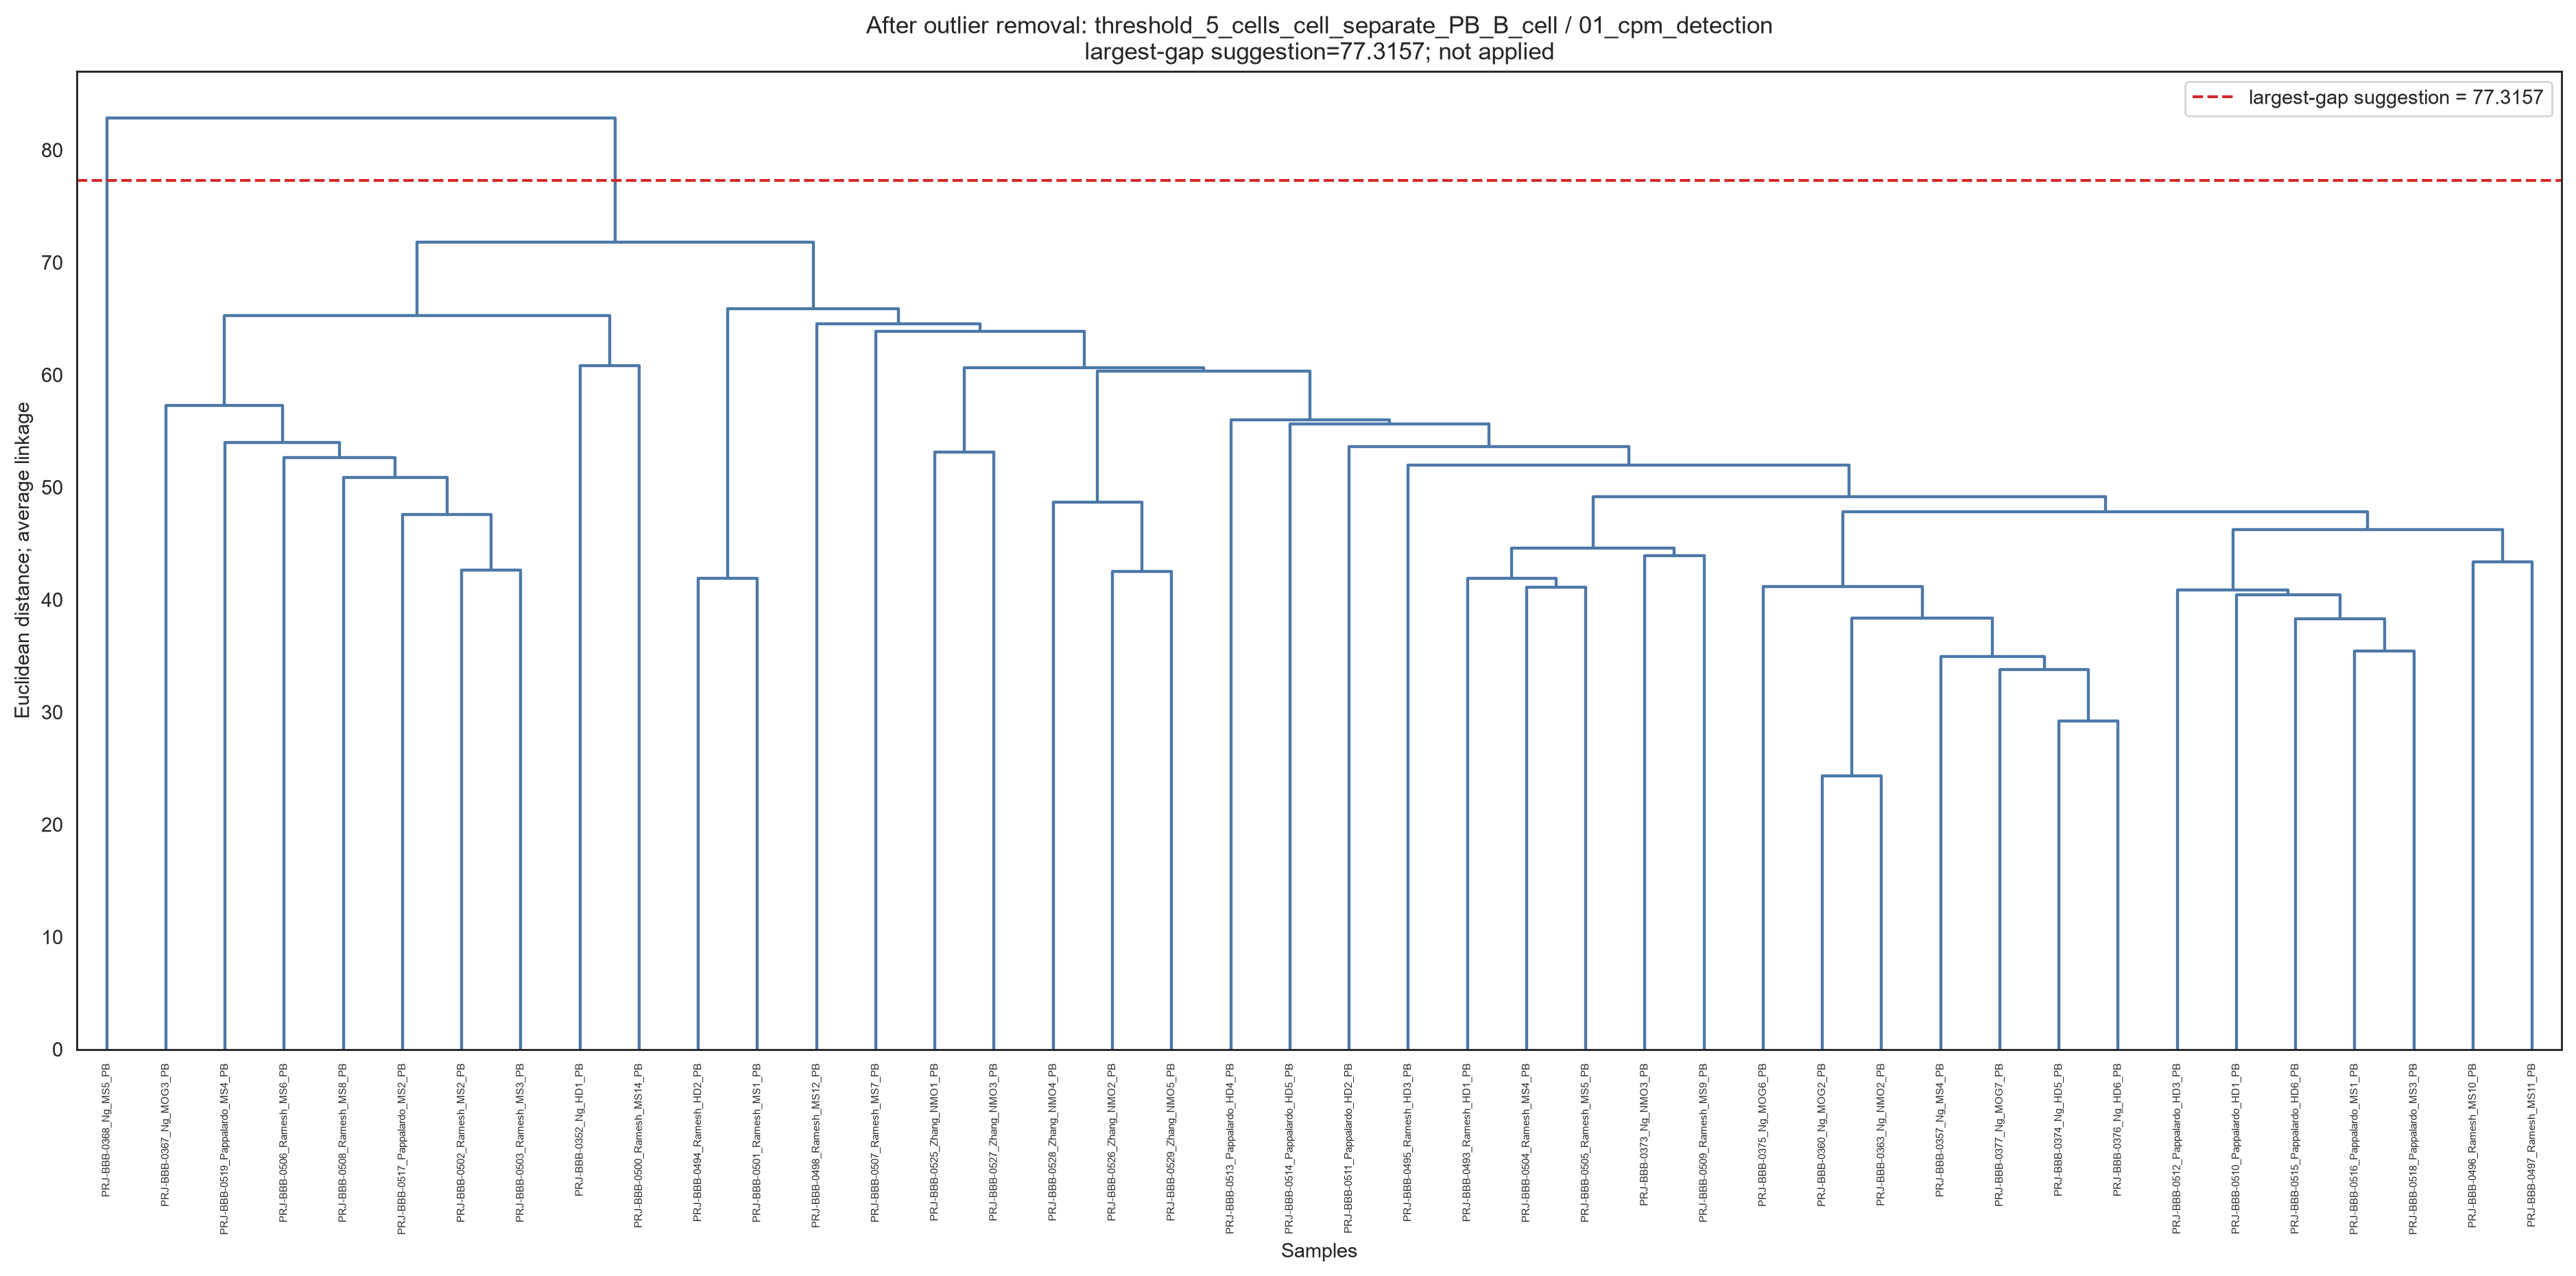 After outlier removal: threshold_5_cells_cell_separate_PB_B_cell / 01_cpm_detection
largest-gap suggestion=77.3157; not applied
largest-gap suggestion = 77.3157
Euclidean distance; average linkage
80
70
60
50
40
30
20
10
0
PRJ-BBB-0368_Ng_MS5_PB
PRJ-BBB-0367_Ng_MOG3_PB
PRJ-BBB-0519_Pappalardo_MS4_PB
PRJ-BBB-0506_Ramesh_MS6_PB
PRJ-BBB-0508_Ramesh_MS8_PB
PRJ-BBB-0517_Pappalardo_MS2_PB
PRJ-BBB-0502_Ramesh_MS2_PB
PRJ-BBB-0503_Ramesh_MS3_PB
PRJ-BBB-0352_Ng_HD1_PB
PRJ-BBB-0500_Ramesh_MS14_PB
PRJ-BBB-0494_Ramesh_HD2_PB
PRJ-BBB-0501_Ramesh_MS1_PB
PRJ-BBB-0498_Ramesh_MS12_PB
PRJ-BBB-0507_Ramesh_MS7_PB
PRJ-BBB-0525_Zhang_NMO1_PB
PRJ-BBB-0527_Zhang_NMO3_PB
PRJ-BBB-0528_Zhang_NMO4_PB
PRJ-BBB-0526_Zhang_NMO2_PB
PRJ-BBB-0529_Zhang_NMO5_PB
PRJ-BBB-0513_Pappalardo_HD4_PB
PRJ-BBB-0514_Pappalardo_HD5_PB
PRJ-BBB-0511_Pappalardo_HD2_PB
PRJ-BBB-0495_Ramesh_HD3_PB
PRJ-BBB-0493_Ramesh_HD1_PB
PRJ-BBB-0504_Ramesh_MS4_PB
PRJ-BBB-0505_Ramesh_MS5_PB
PRJ-BBB-0373_Ng_NMO3_PB
PRJ-BBB-0509_Ramesh_MS9_PB
PRJ-BBB-0375_Ng_MOG6_PB
PRJ-BBB-0360_Ng_MOG2_PB
PRJ-BBB-0363_Ng_NMO2_PB
PRJ-BBB-0357_Ng_MS4_PB
PRJ-BBB-0377_Ng_MOG7_PB
PRJ-BBB-0374_Ng_HD5_PB
PRJ-BBB-0376_Ng_HD6_PB
PRJ-BBB-0512_Pappalardo_HD3_PB
PRJ-BBB-0510_Pappalardo_HD1_PB
PRJ-BBB-0515_Pappalardo_HD6_PB
PRJ-BBB-0516_Pappalardo_MS1_PB
PRJ-BBB-0518_Pappalardo_MS3_PB
PRJ-BBB-0496_Ramesh_MS10_PB
PRJ-BBB-0497_Ramesh_MS11_PB
Samples